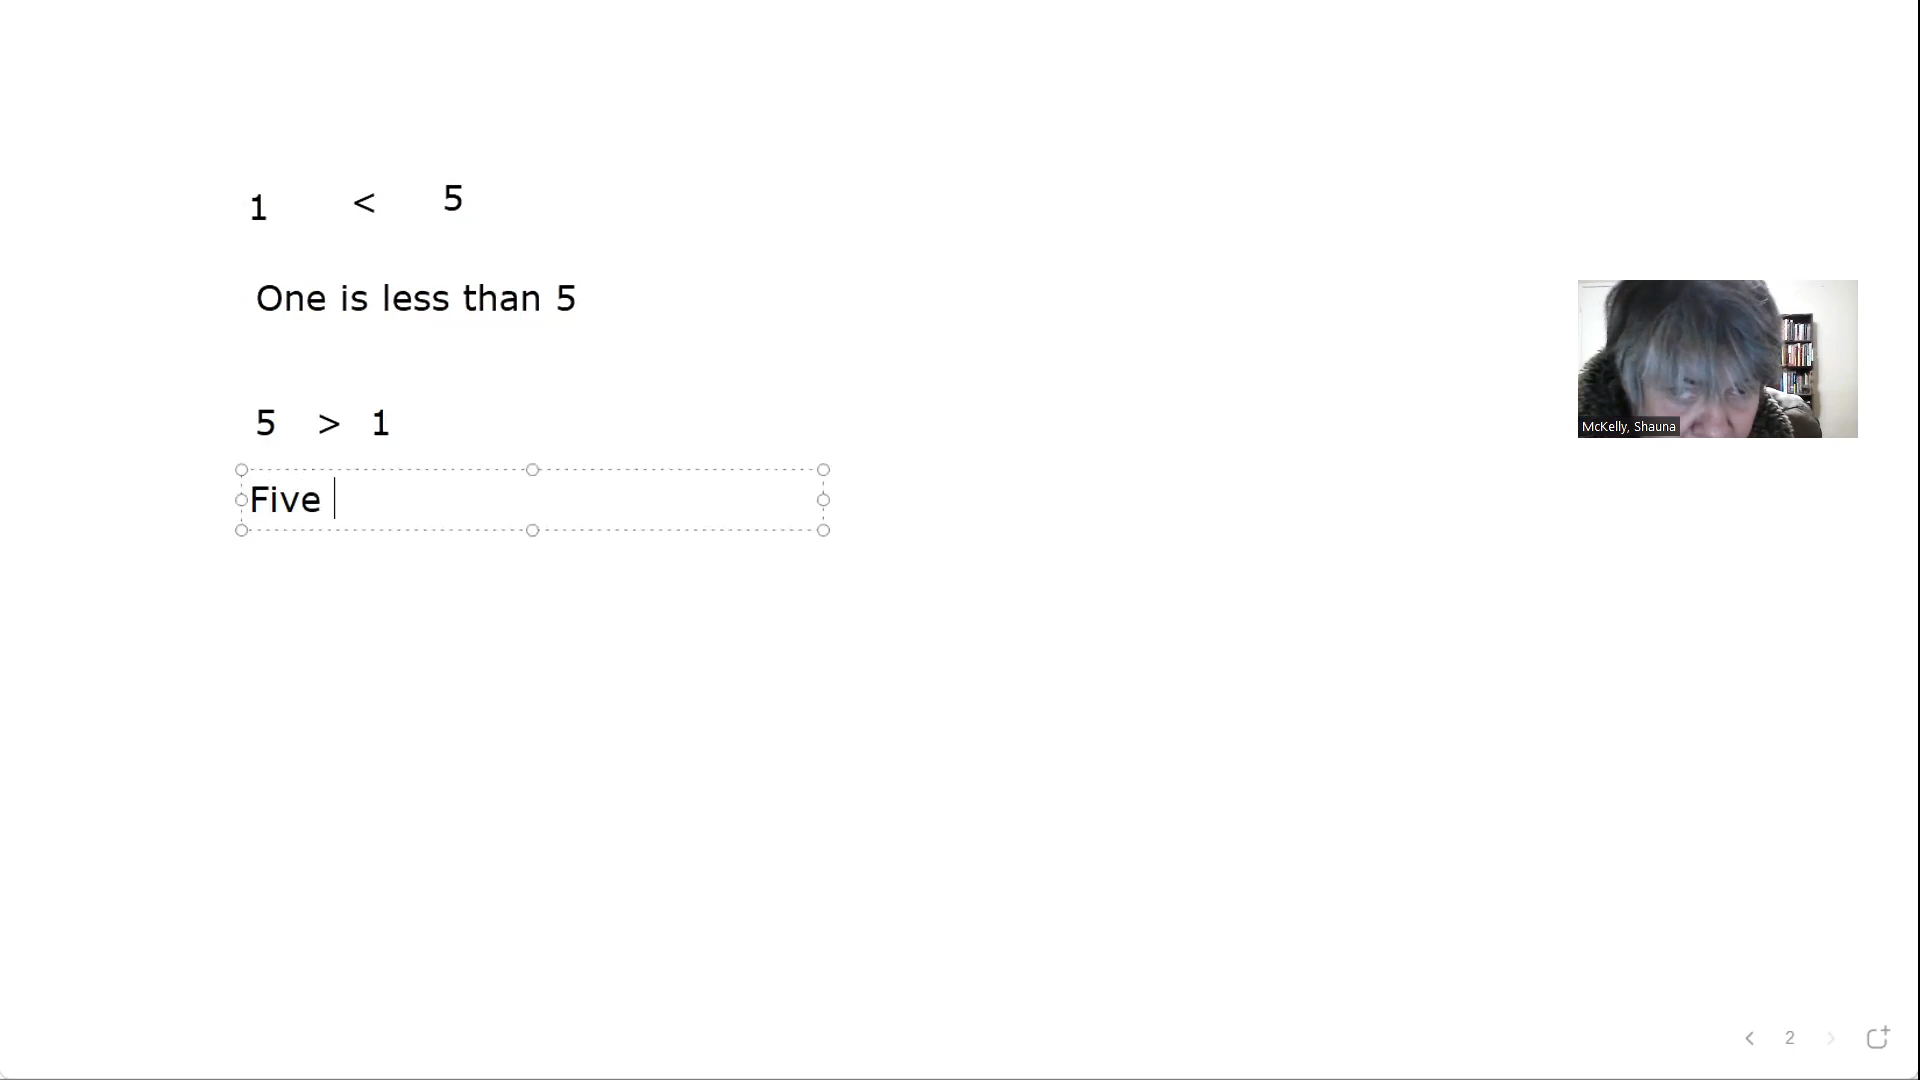 1 < 5
One is less than 5
5 > 1
Five
McKelly, Shauna
2